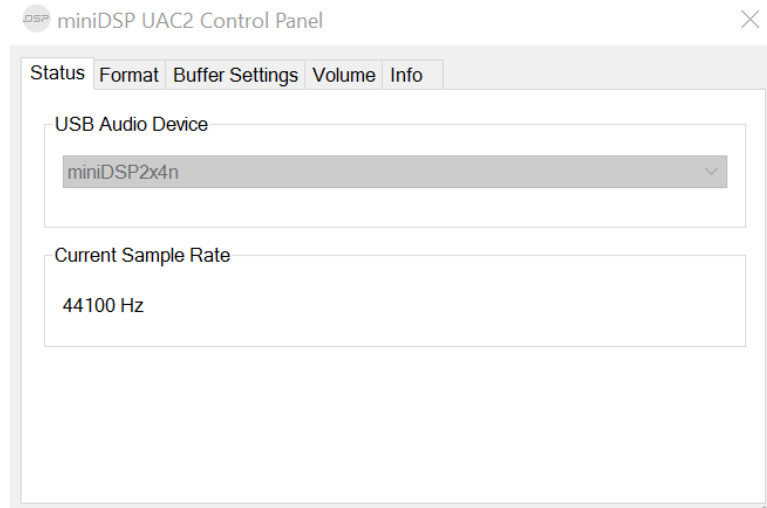 .DSP miniDSP UAC2 Control Panel
Status Format Buffer Settings Volume Info
USB Audio Device
miniDSP2x4n
Current Sample Rate
44100 Hz